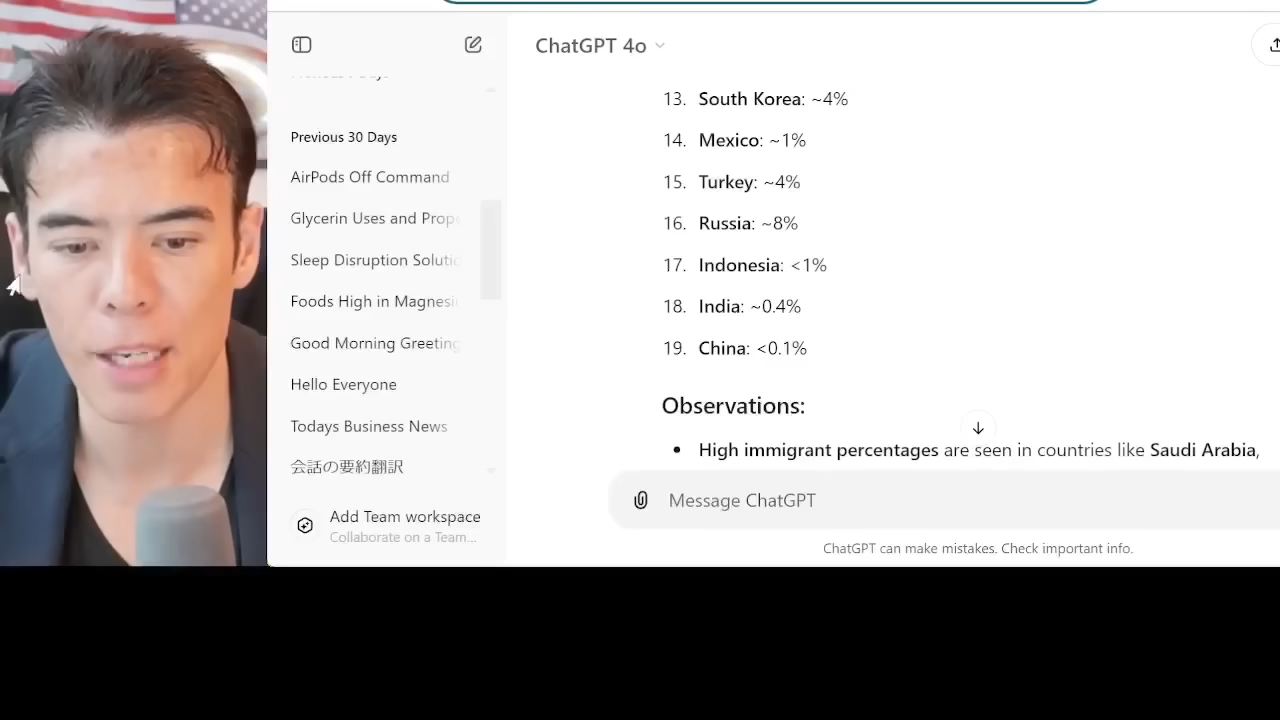 ChatGPT 4o
Previous 30 Days
AirPods Off Command
Glycerin Uses and Prope
Sleep Disruption Solutio
Foods High in Magnesi
Good Morning Greeting
Hello Everyone
Todays Business News
会話の要約翻訳
Add Team workspace
Collaborate on a Team...
13. South Korea: ~4%
14. Mexico: ~1%
15. Turkey: ~4%
16. Russia: ~8%
17. Indonesia: <1%
18. India: ~0.4%
19. China: <0.1%
Observations:
• High immigrant percentages are seen in countries like Saudi Arabia,
Message ChatGPT
ChatGPT can make mistakes. Check important info.